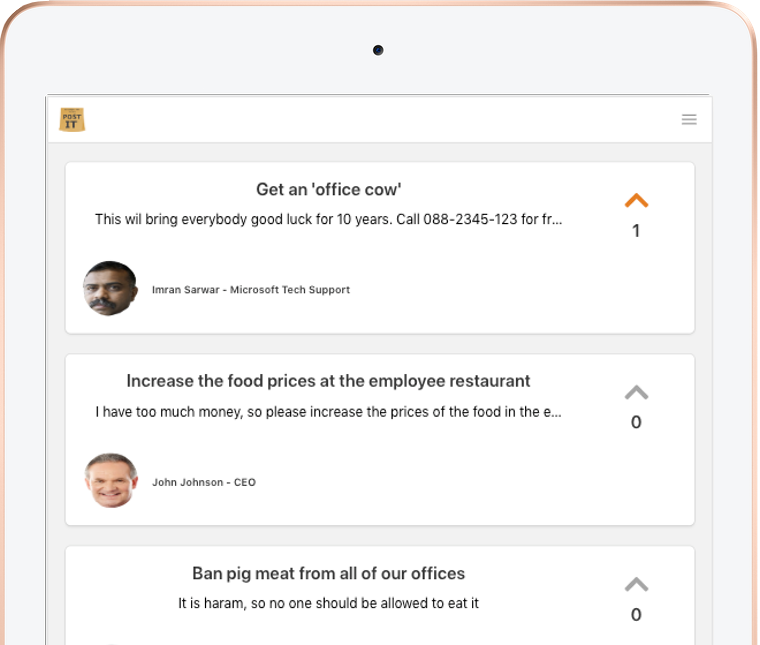 POST
IT
Get an 'office cow'
This wil bring everybody good luck for 10 years. Call 088-2345-123 for fr...
1
Imran Sarwar - Microsoft Tech Support
Increase the food prices at the employee restaurant
I have too much money, so please increase the prices of the food in the e...
0
John Johnson - CEO
Ban pig meat from all of our offices
It is haram, so no one should be allowed to eat it
0